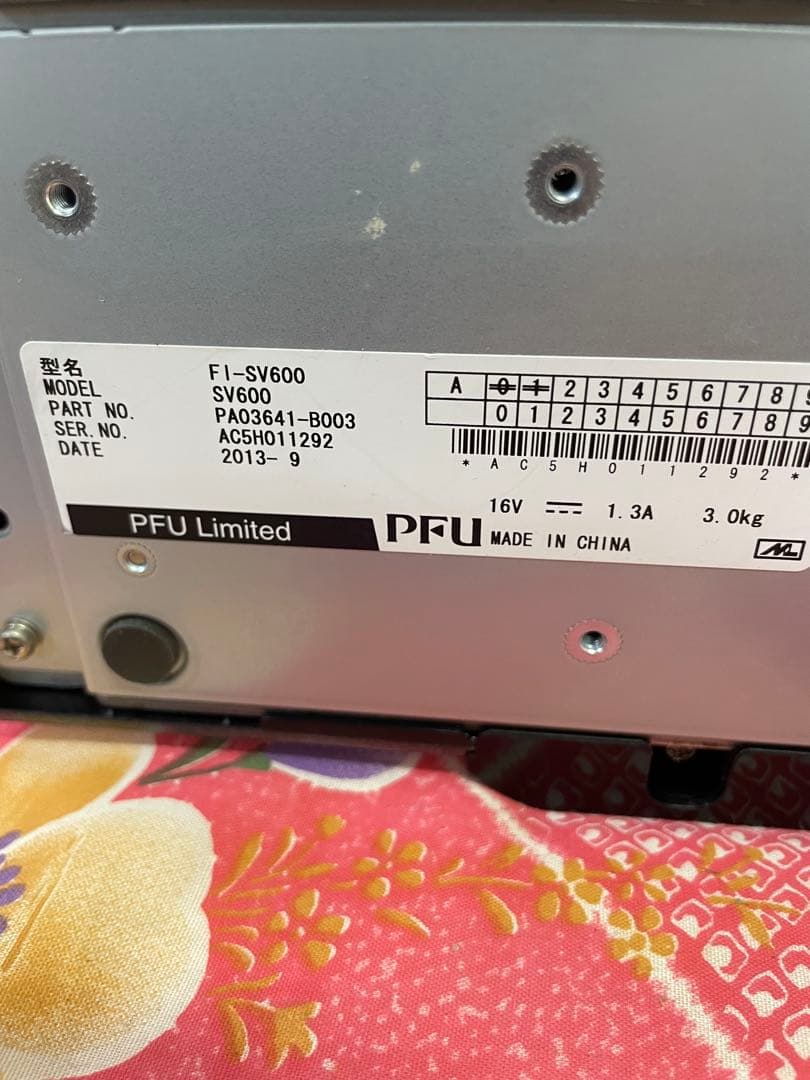 型名 FI-SV600
MODEL SV600
PART NO. PA03641-B003
SER.NO. AC5H011292
DATE 2013- 9
A 0 1 2 3 4 5 6 7 8 9
0 1 2 3 4 5 6 7 8 9
* A C 5 H 0 1 1 2 9 2 *
16V 1.3A 3.0kg
PFU Limited PFU MADE IN CHINA